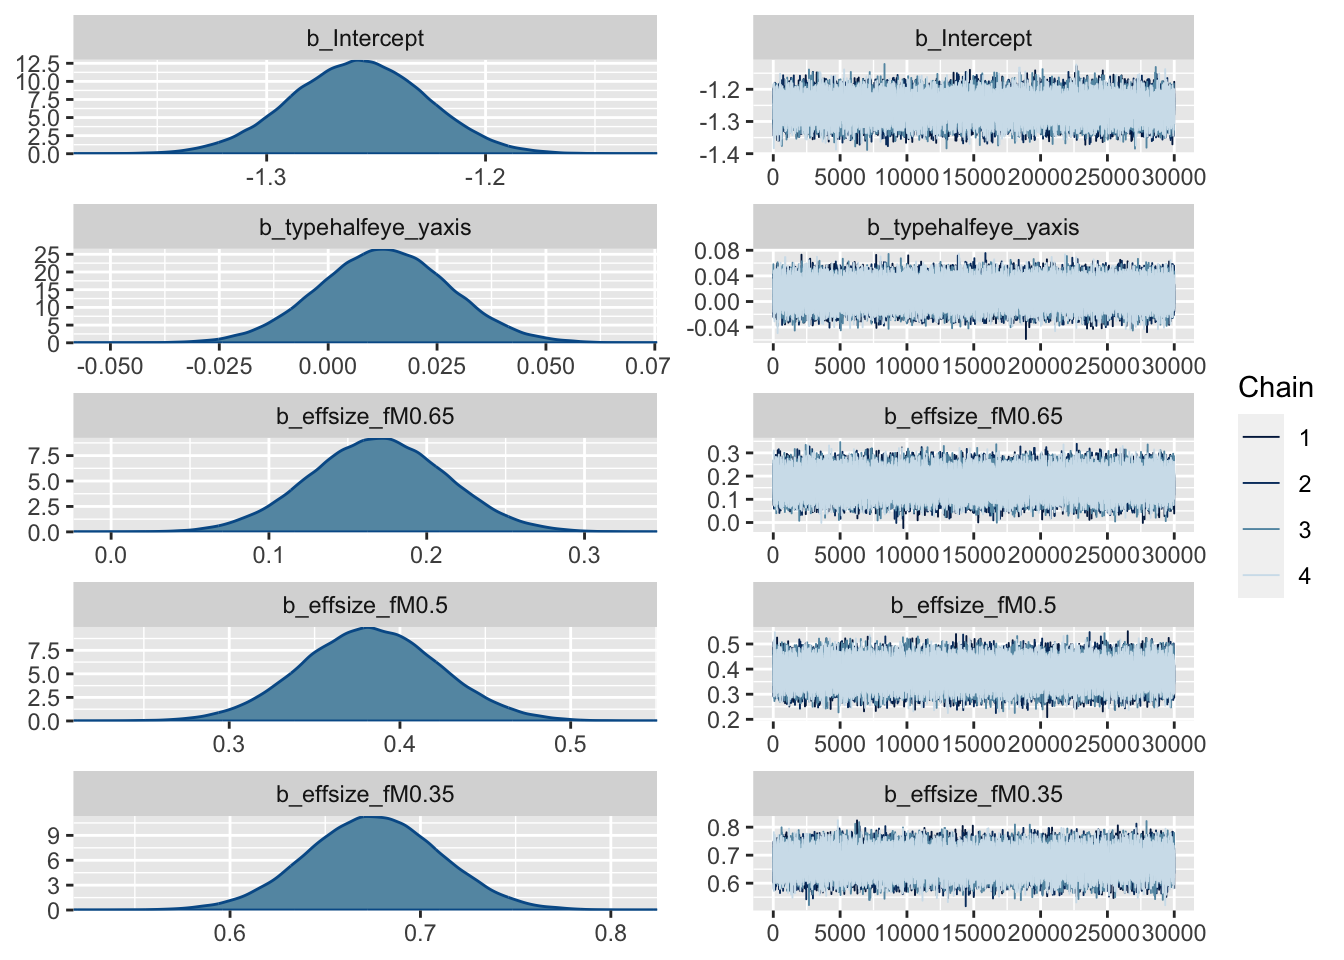 b_Intercept
12.5
10.0
7.5
5.0
2.5
0.0
-1.3 -1.2
b_Intercept
-1.2
-1.3
-1.4
0 5000 10000 15000 20000 25000 30000
b_typehalfeye_yaxis
25
20
15
10
5
0
-0.050 -0.025 0.000 0.025 0.050 0.07
b_typehalfeye_yaxis
0.08
0.04
0.00
-0.04
0 5000 10000 15000 20000 25000 30000
b_effsize_fM0.65
7.5
5.0
2.5
0.0
0.0 0.1 0.2 0.3
b_effsize_fM0.65
0.3
0.2
0.1
0.0
0 5000 10000 15000 20000 25000 30000
b_effsize_fM0.5
7.5
5.0
2.5
0.0
0.3 0.4 0.5
b_effsize_fM0.5
0.5
0.4
0.3
0.2
0 5000 10000 15000 20000 25000 30000
b_effsize_fM0.35
9
6
3
0
0.6 0.7 0.8
b_effsize_fM0.35
0.8
0.7
0.6
0 5000 10000 15000 20000 25000 30000
Chain
1
2
3
4